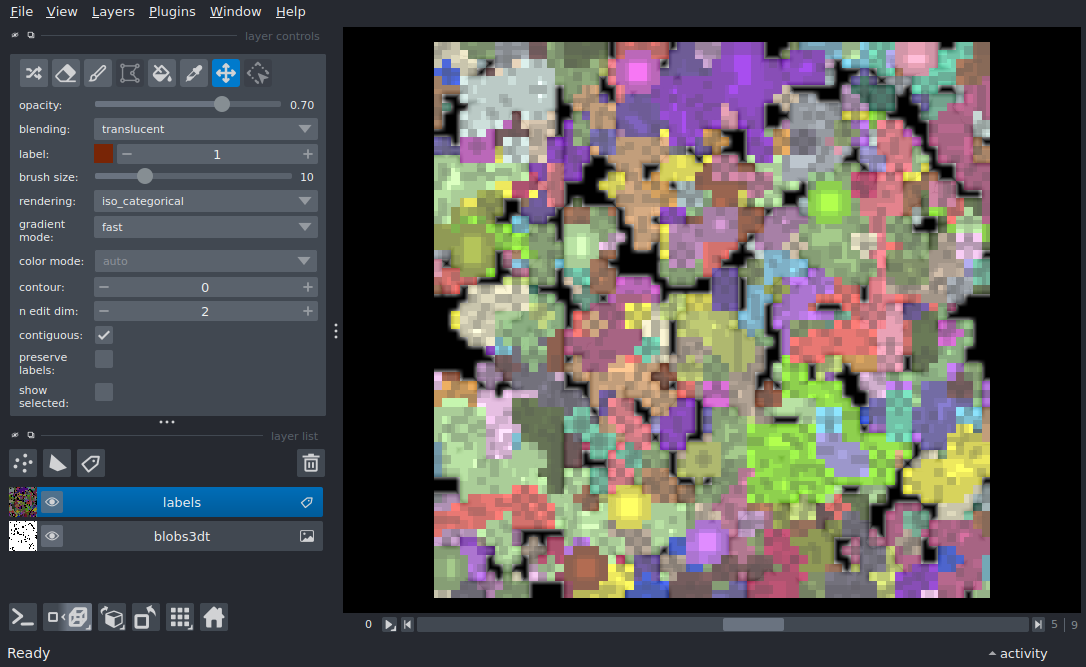 File View Layers Plugins Window Help
layer controls
opacity: 0.70
blending: translucent
label: 1
brush size: 10
rendering: iso_categorical
gradient
mode: fast
color mode: auto
contour: 0
n edit dim: 2
contiguous:
preserve
labels:
show
selected:
layer list
labels
blobs3dt
0 5 9
Ready activity